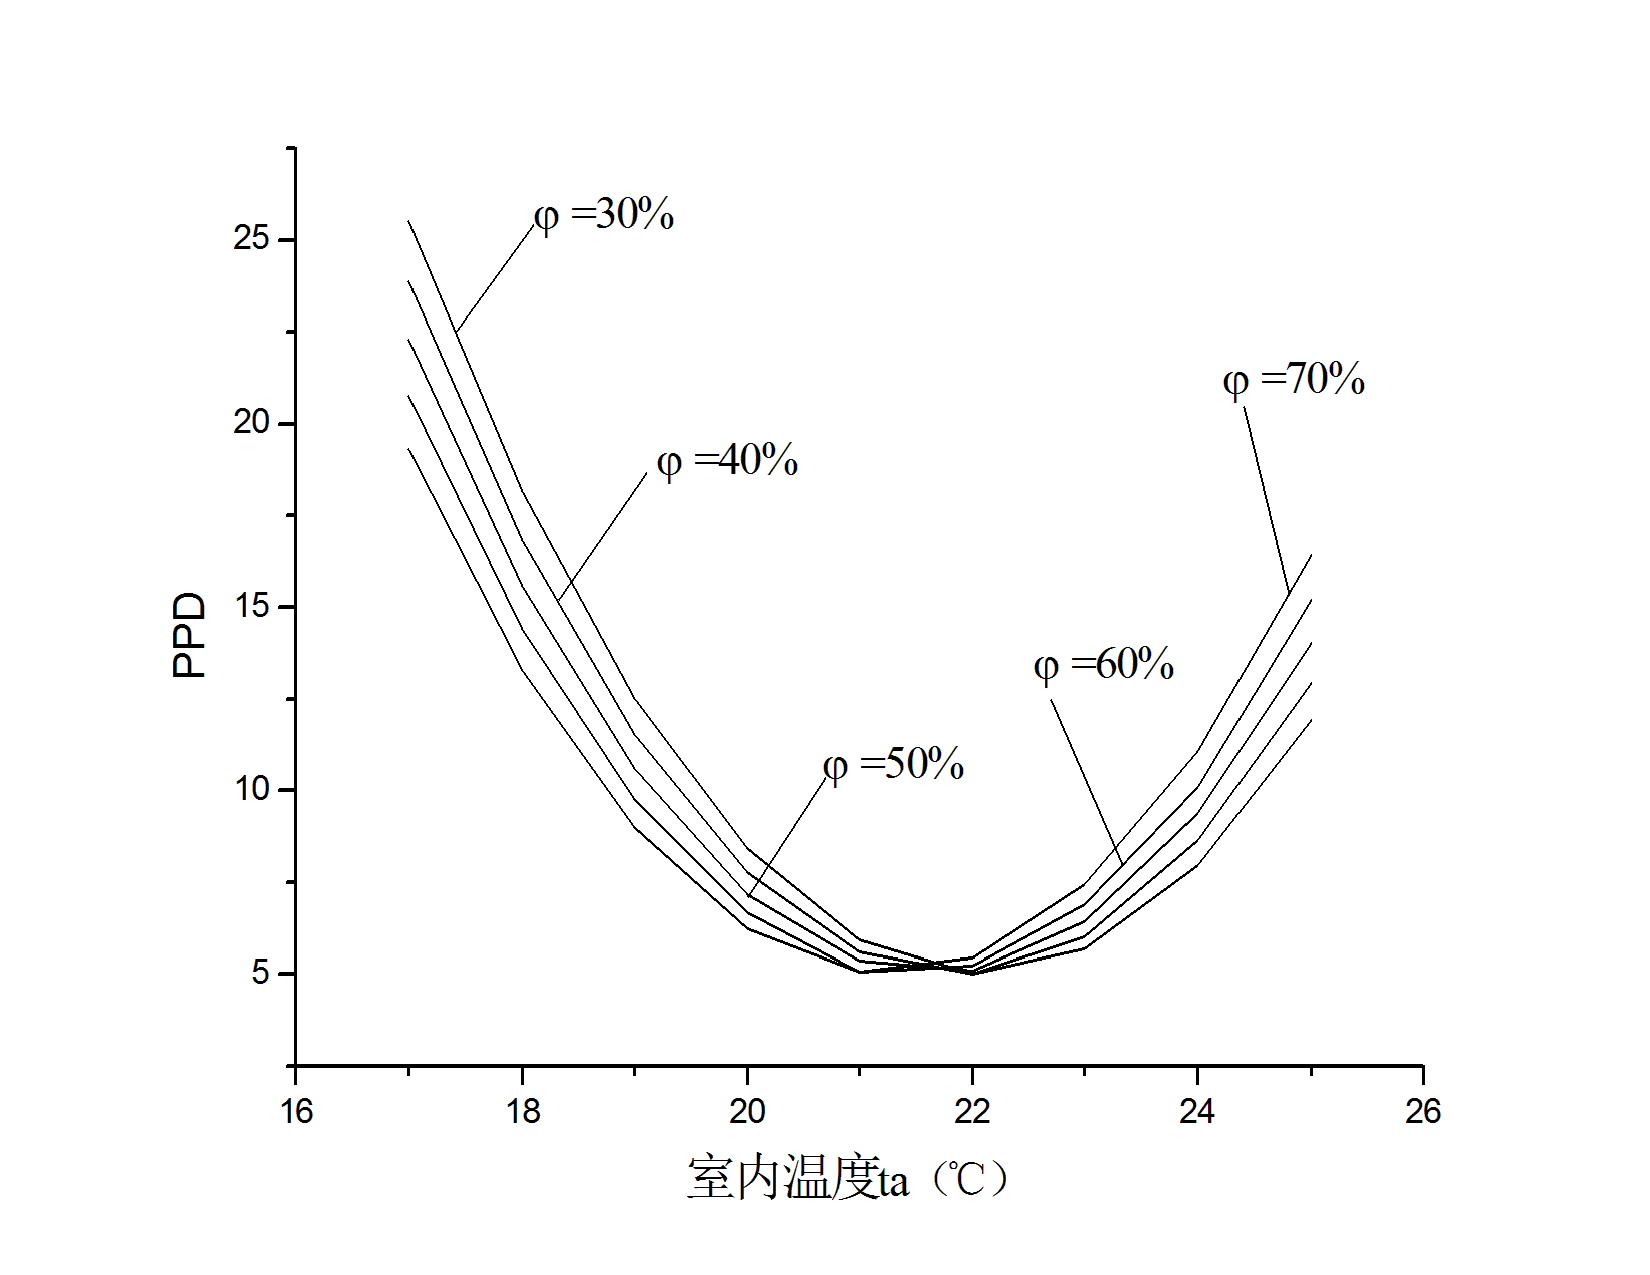 φ =30%
25
φ =70%
20
φ =40%
15
PPD
φ =60%
φ =50%
10
5
16 18 20 22 24 26
室内温度ta（℃）